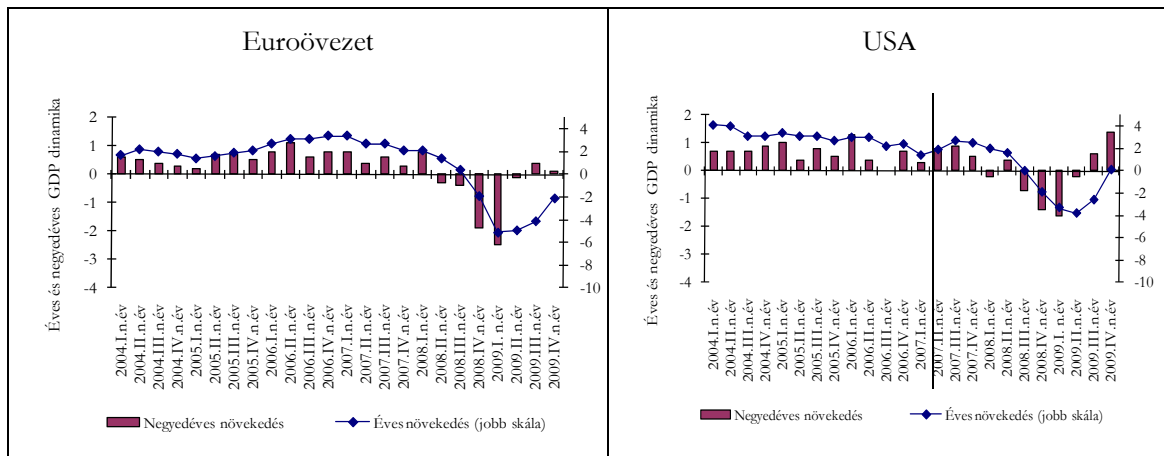 Euroövezet
Éves és negyedéves GDP dinamika
2
1
0
-1
-2
-3
-4
4
2
0
-2
-4
-6
-8
-10
2004.I.n.év
2004.II.n.év
2004.III.n.év
2004.IV.n.év
2005.I.n.év
2005.II.n.év
2005.III.n.év
2005.IV.n.év
2006.I.n.év
2006.II.n.év
2006.III.n.év
2006.IV.n.év
2007.I.n.év
2007.II.n.év
2007.III.n.év
2007.IV.n.év
2008.I.n.év
2008.II.n.év
2008.III.n.év
2008.IV.n.év
2009.I. n.év
2009.II.n.év
2009.III.n.év
2009.IV.n.év
Negyedéves növekedés
Éves növekedés (jobb skála)
USA
Éves és negyedéves GDP dinamika
2
1
0
-1
-2
-3
-4
4
2
0
-2
-4
-6
-8
-10
2004.I.n.év
2004.II.n.év
2004.III.n.év
2004.IV.n.év
2005.I.n.év
2005.II.n.év
2005.III.n.év
2005.IV.n.év
2006.I.n.év
2006.II.n.év
2006.III.n.év
2006.IV.n.év
2007.I.n.év
2007.II.n.év
2007.III.n.év
2007.IV.n.év
2008.I.n.év
2008.II.n.év
2008.III.n.év
2008.IV.n.év
2009.I. n.év
2009.II.n.év
2009.III.n.év
2009.IV.n.év
Negyedéves növekedés
Éves növekedés (jobb skála)